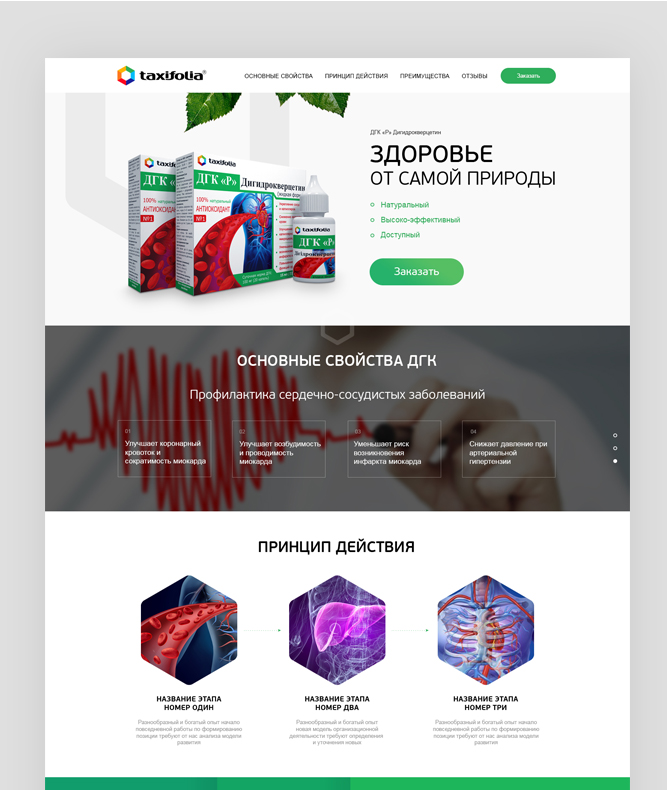 taxifolia®
ОСНОВНЫЕ СВОЙСТВА ПРИНЦИП ДЕЙСТВИЯ ПРЕИМУЩЕСТВА ОТЗЫВЫ Заказать
taxifolia
ДГК «Р» Дигидрокверцетин
100% натуральный
АНТИОКСИДАНТ
№1
taxifolia
ДГК «Р»
ДГК «Р» Дигидрокверцетин
ЗДОРОВЬЕ
ОТ САМОЙ ПРИРОДЫ
Натуральный
Высоко-эффективный
Доступный
Заказать
ОСНОВНЫЕ СВОЙСТВА ДГК
Профилактика сердечно-сосудистых заболеваний
01
Улучшает коронарный
кровоток и
сократимость миокарда
02
Улучшает возбудимость
и проводимость
миокарда
03
Уменьшает риск
возникновения
инфаркта миокарда
04
Снижает давление при
артериальной
гипертензии
ПРИНЦИП ДЕЙСТВИЯ
НАЗВАНИЕ ЭТАПА
НОМЕР ОДИН
Разнообразный и богатый опыт начало
повседневной работы по формированию
позиции требуют от нас анализа модели
развития
НАЗВАНИЕ ЭТАПА
НОМЕР ДВА
Разнообразный и богатый опыт
новая модель организационной
деятельности требуют определения
и уточнения новых
НАЗВАНИЕ ЭТАПА
НОМЕР ТРИ
Разнообразный и богатый опыт начало
повседневной работы по формированию
позиции требуют от нас анализа модели
развития